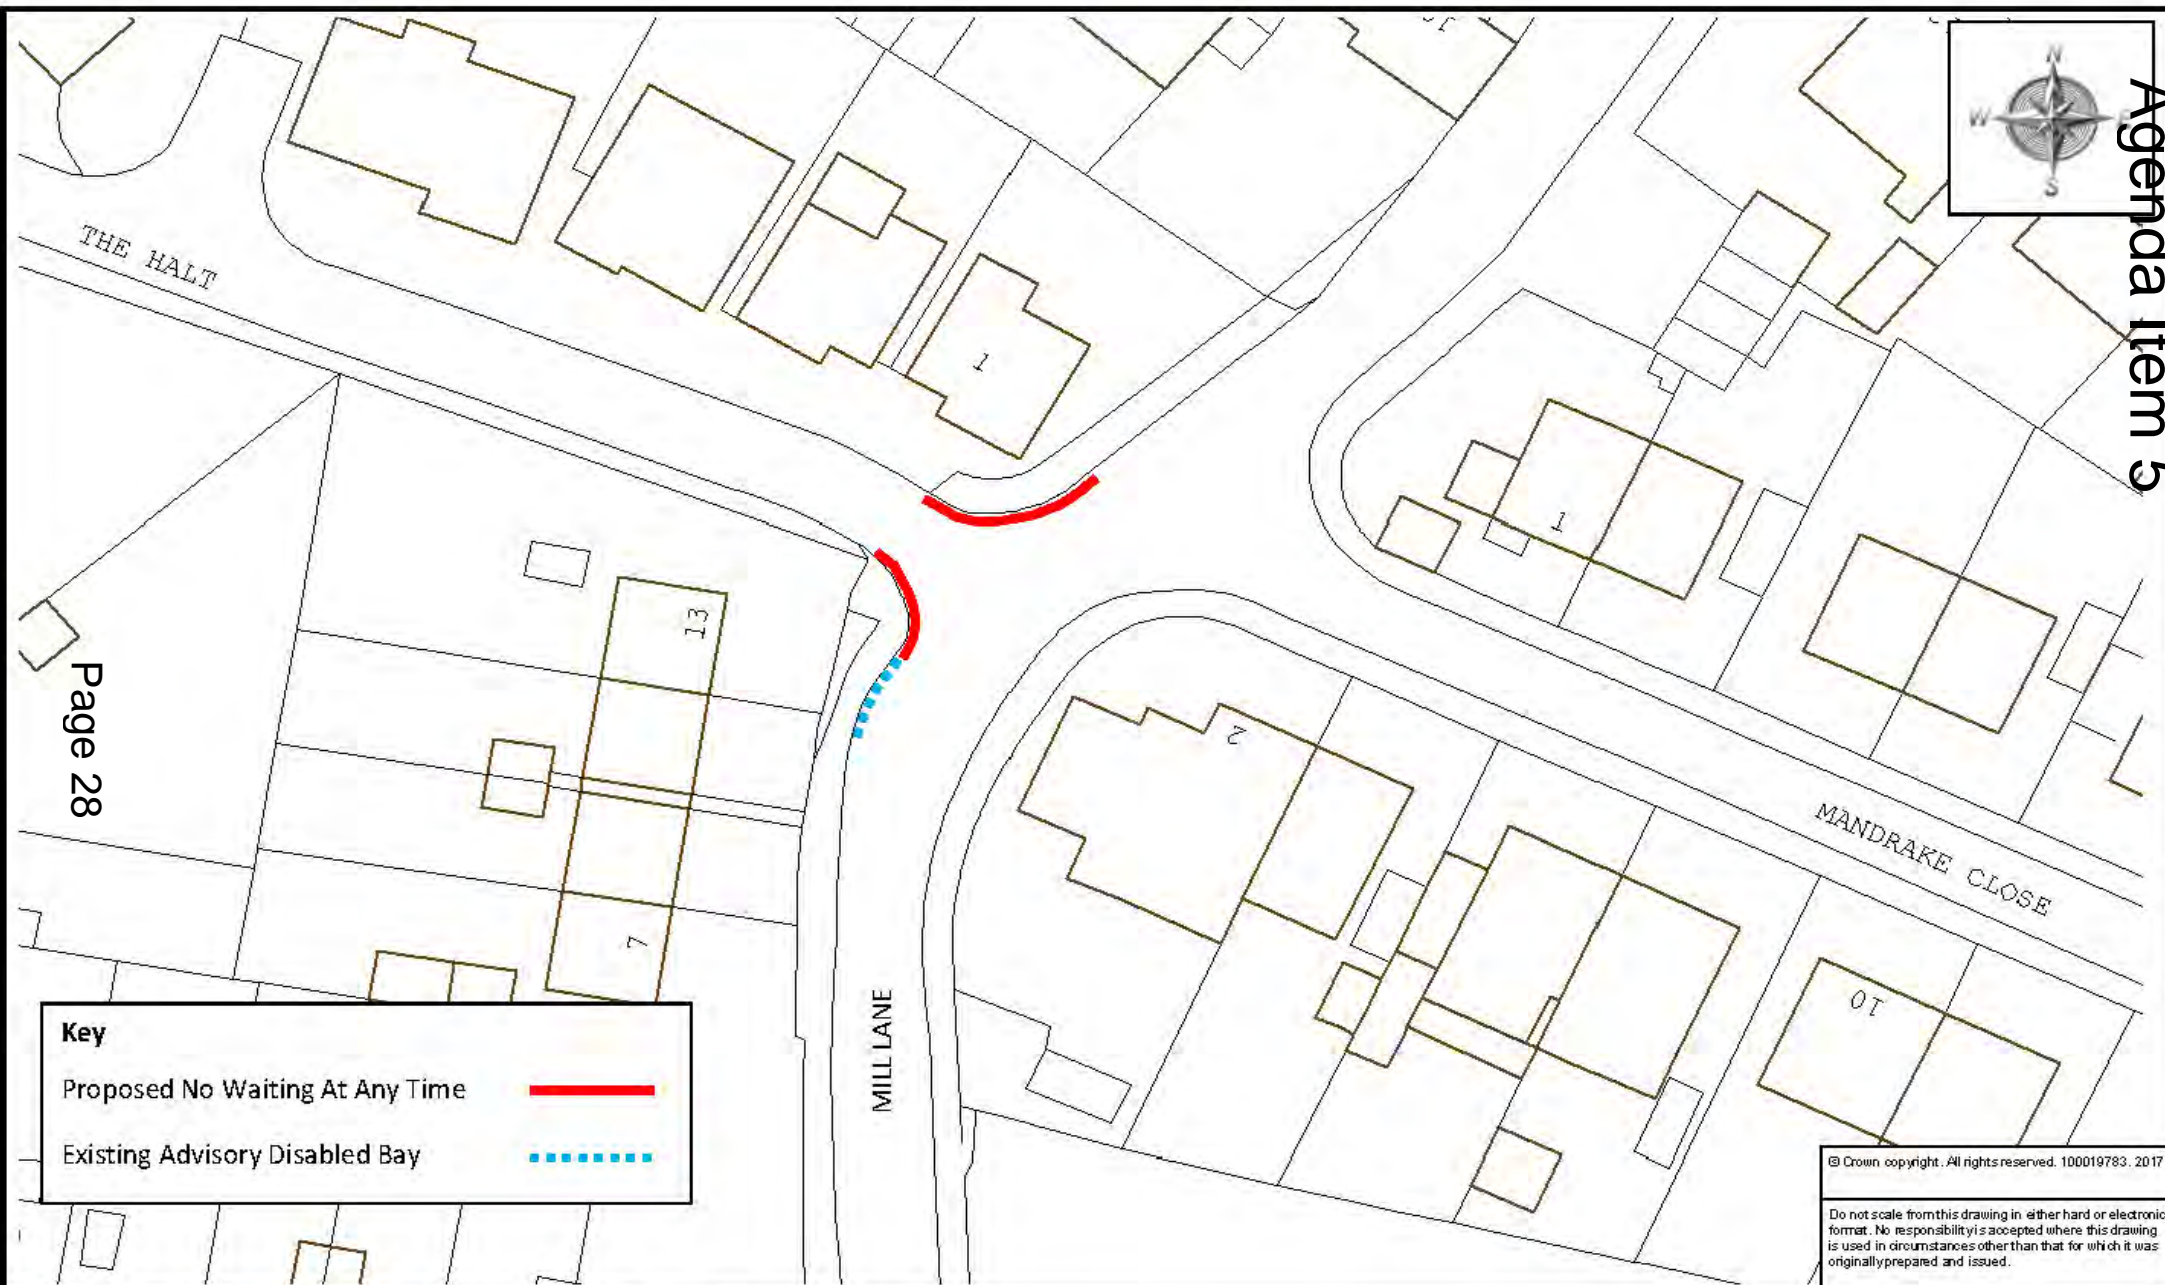 Agenda Item 5
N
W
E
S
THE HALT
1
1
13
2
7
MANDRAKE CLOSE
10
MILL LANE
Page 28
Key
Proposed No Waiting At Any Time
Existing Advisory Disabled Bay
© Crown copyright. All rights reserved. 100019783. 2017
Do not scale from this drawing in either hard or electronic
format. No responsibility is accepted where this drawing
is used in circumstances other than that for which it was
originally prepared and issued.